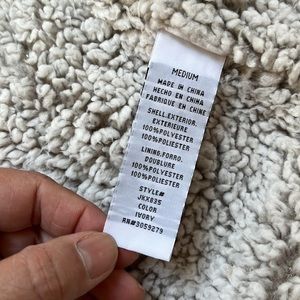 MEDIUM
MADE IN CHINA
HECHO EN CHINA
FABRIQUE EN CHINE
SHELL.EXTERIOR.
EXTERIEURE
100%POLYESTER
100%POLIESTER
LINING.FORRO.
DOUBLURE
100%POLYESTER
100%POLIESTER
STYLE#
JKX835
COLOR
IVORY
RN#3059279